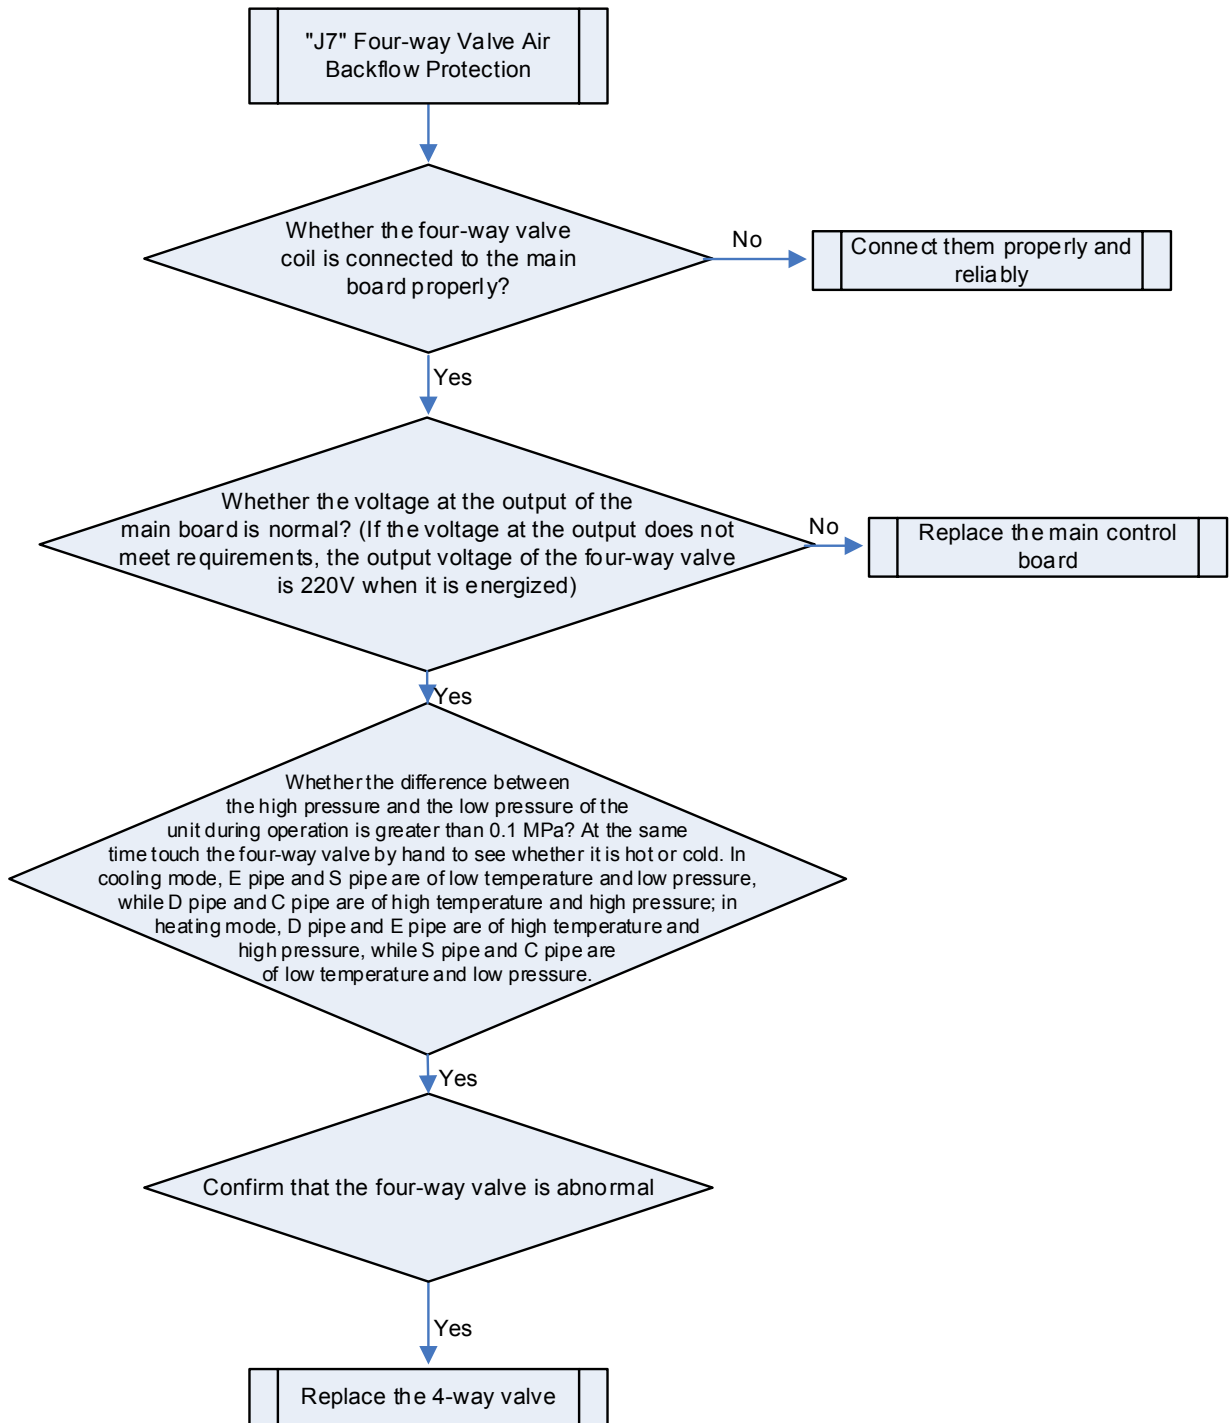 "J7" Four-way Valve Air
Backflow Protection
Whether the four-way valve
coil is connected to the main
board properly?
No
Connect them properly and
reliably
Yes
Whether the voltage at the output of the
main board is normal? (If the voltage at the output does not
meet requirements, the output voltage of the four-way valve
is 220V when it is energized)
No
Replace the main control
board
Yes
Whether the difference between
the high pressure and the low pressure of the
unit during operation is greater than 0.1 MPa? At the same
time touch the four-way valve by hand to see whether it is hot or cold. In
cooling mode, E pipe and S pipe are of low temperature and low pressure,
while D pipe and C pipe are of high temperature and high pressure; in
heating mode, D pipe and E pipe are of high temperature and
high pressure, while S pipe and C pipe are
of low temperature and low pressure.
Yes
Confirm that the four-way valve is abnormal
Yes
Replace the 4-way valve